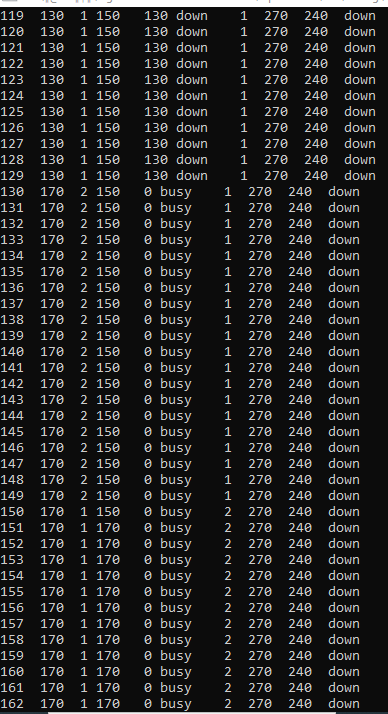 119  130  1 150   130 down    1  270  240  down
120  130  1 150   130 down    1  270  240  down
121  130  1 150   130 down    1  270  240  down
122  130  1 150   130 down    1  270  240  down
123  130  1 150   130 down    1  270  240  down
124  130  1 150   130 down    1  270  240  down
125  130  1 150   130 down    1  270  240  down
126  130  1 150   130 down    1  270  240  down
127  130  1 150   130 down    1  270  240  down
128  130  1 150   130 down    1  270  240  down
129  130  1 150   130 down    1  270  240  down
130  170  2 150   0 busy    1  270  240  down
131  170  2 150   0 busy    1  270  240  down
132  170  2 150   0 busy    1  270  240  down
133  170  2 150   0 busy    1  270  240  down
134  170  2 150   0 busy    1  270  240  down
135  170  2 150   0 busy    1  270  240  down
136  170  2 150   0 busy    1  270  240  down
137  170  2 150   0 busy    1  270  240  down
138  170  2 150   0 busy    1  270  240  down
139  170  2 150   0 busy    1  270  240  down
140  170  2 150   0 busy    1  270  240  down
141  170  2 150   0 busy    1  270  240  down
142  170  2 150   0 busy    1  270  240  down
143  170  2 150   0 busy    1  270  240  down
144  170  2 150   0 busy    1  270  240  down
145  170  2 150   0 busy    1  270  240  down
146  170  2 150   0 busy    1  270  240  down
147  170  2 150   0 busy    1  270  240  down
148  170  2 150   0 busy    1  270  240  down
149  170  2 150   0 busy    1  270  240  down
150  170  1 170   0 busy    2  270  240  down
151  170  1 170   0 busy    2  270  240  down
152  170  1 170   0 busy    2  270  240  down
153  170  1 170   0 busy    2  270  240  down
154  170  1 170   0 busy    2  270  240  down
155  170  1 170   0 busy    2  270  240  down
156  170  1 170   0 busy    2  270  240  down
157  170  1 170   0 busy    2  270  240  down
158  170  1 170   0 busy    2  270  240  down
159  170  1 170   0 busy    2  270  240  down
160  170  1 170   0 busy    2  270  240  down
161  170  1 170   0 busy    2  270  240  down
162  170  1 170   0 busy    2  270  240  down